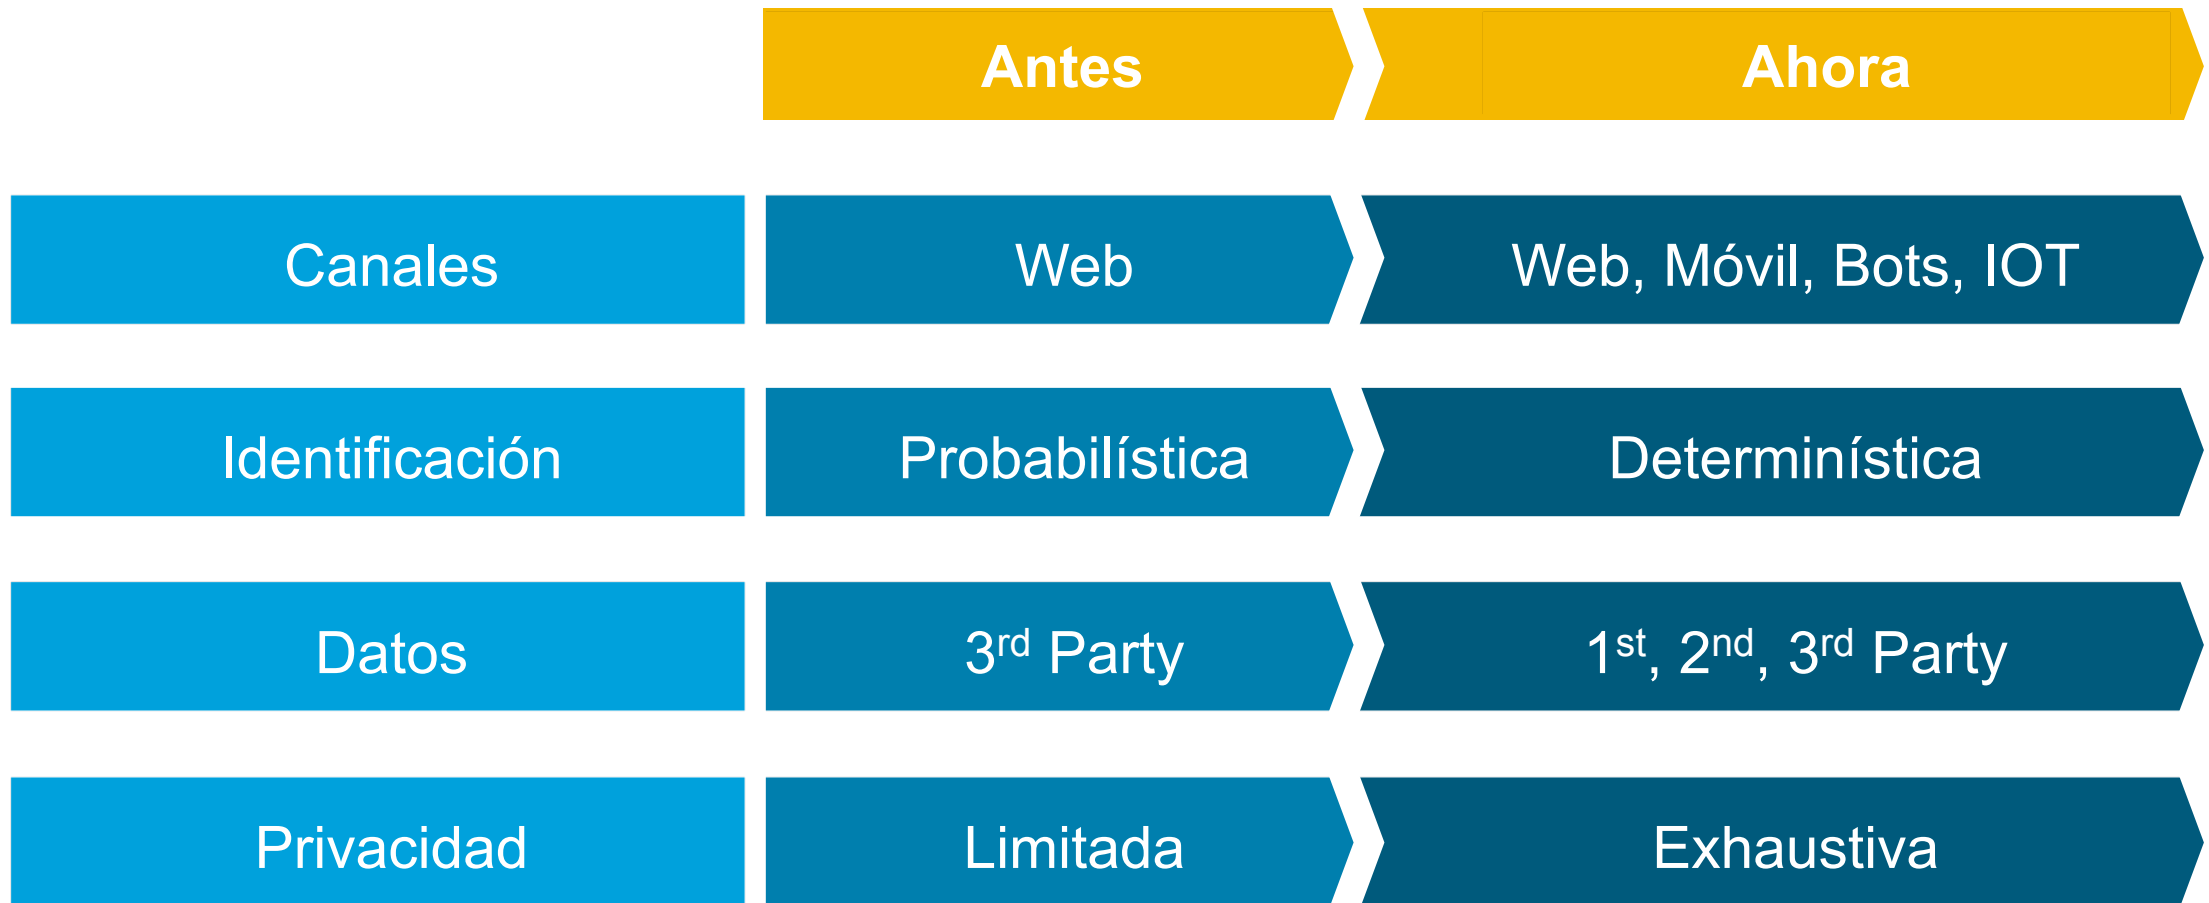 Antes Ahora
Canales Web Web, Móvil, Bots, IOT
Identificación Probabilística Determinística
Datos 3rd Party 1st, 2nd, 3rd Party
Privacidad Limitada Exhaustiva